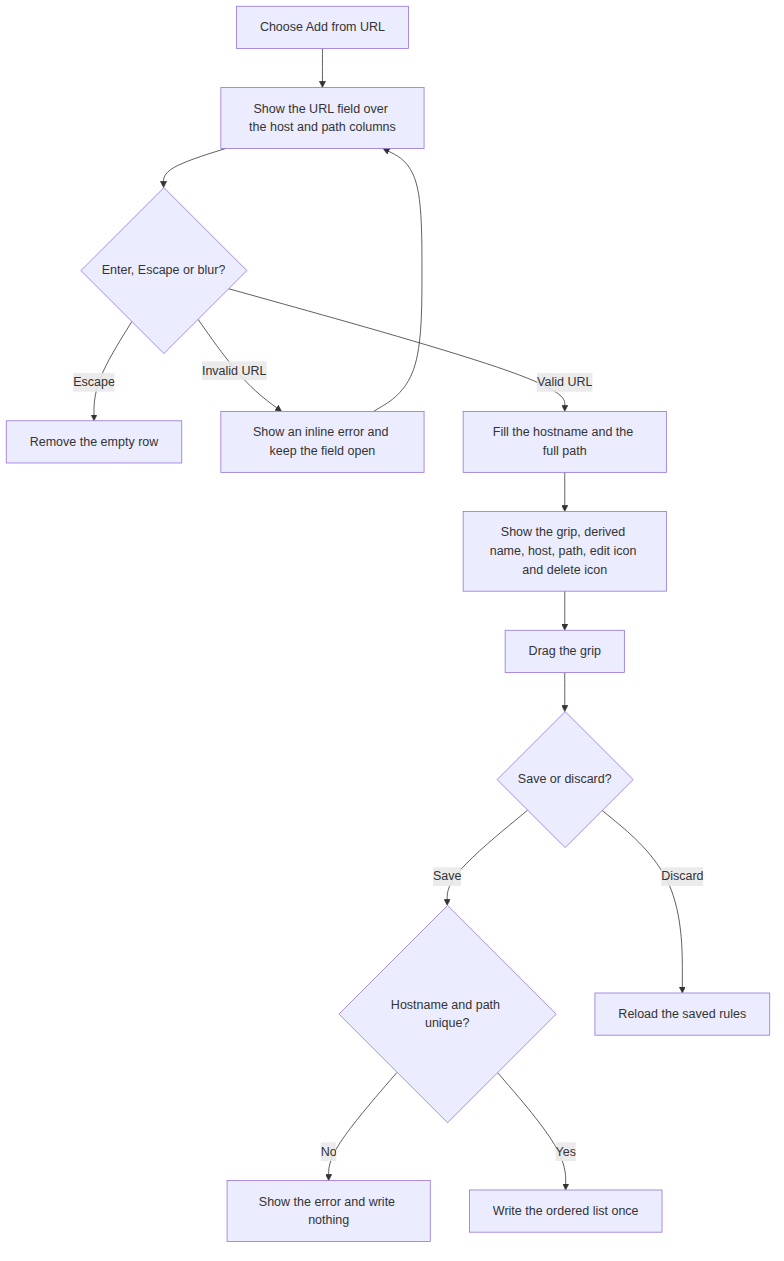 Choose Add from URL
Show the URL field over
the host and path columns
Enter, Escape or blur?
Escape
Invalid URL
Valid URL
Remove the empty row
Show an inline error and
keep the field open
Fill the hostname and the
full path
Show the grip, derived
name, host, path, edit icon
and delete icon
Drag the grip
Save or discard?
Save
Discard
Hostname and path
unique?
Reload the saved rules
No
Yes
Show the error and write
nothing
Write the ordered list once